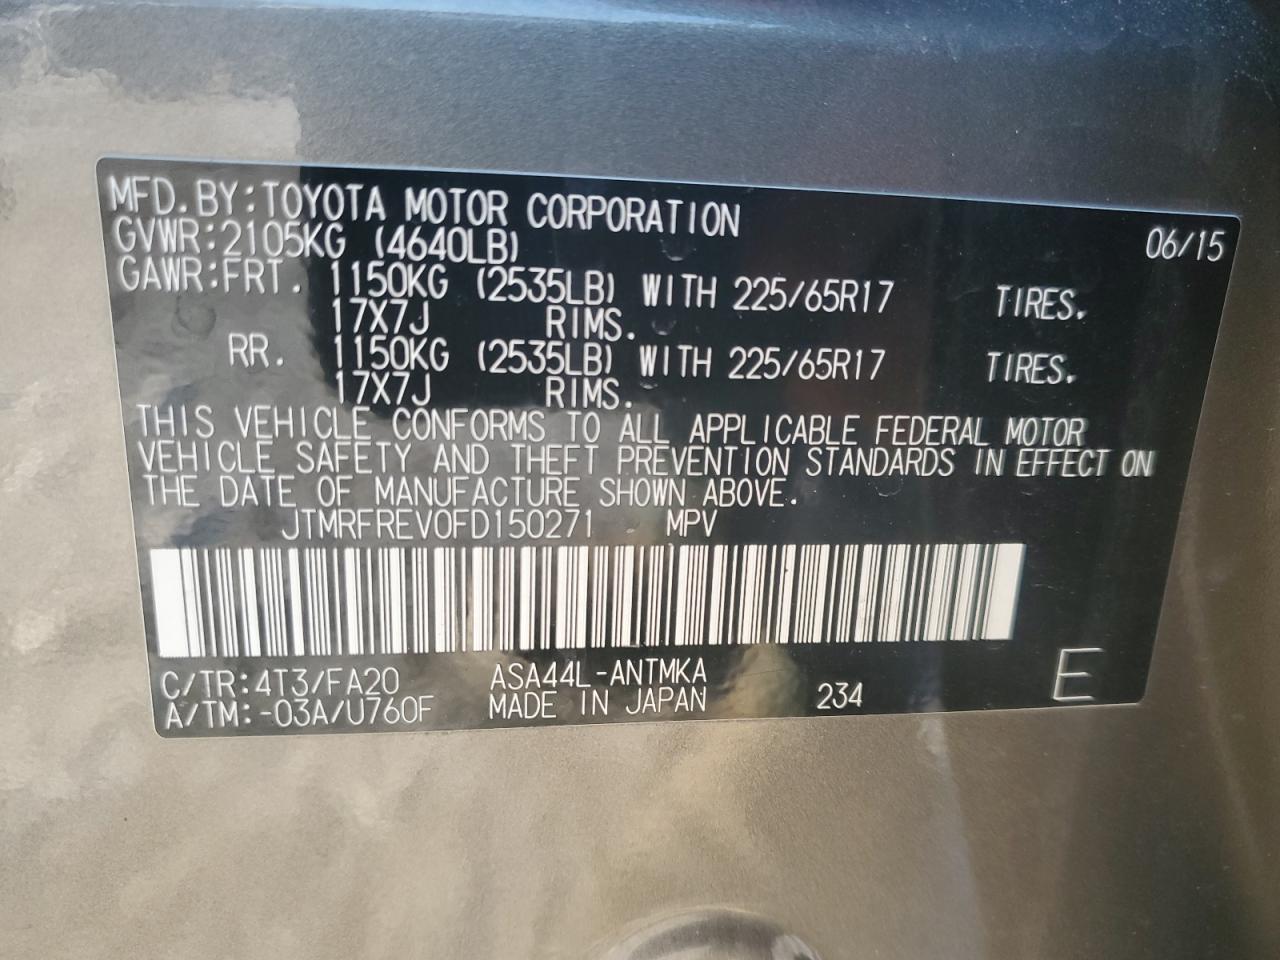 MFD.BY:TOYOTA MOTOR CORPORATION 06/15
GVWR:2105KG (4640LB)
GAWR:FRT. 1150KG (2535LB) WITH 225/65R17 TIRES.
17X7J RIMS.
RR. 1150KG (2535LB) WITH 225/65R17 TIRES.
17X7J RIMS.
THIS VEHICLE CONFORMS TO ALL APPLICABLE FEDERAL MOTOR
VEHICLE SAFETY AND THEFT PREVENTION STANDARDS IN EFFECT ON
THE DATE OF MANUFACTURE SHOWN ABOVE.
JTMRFREV0FD150271 MPV
C/TR:4T3/FA20 ASA44L-ANTMKA
A/TM:-03A/U760F MADE IN JAPAN 234 E